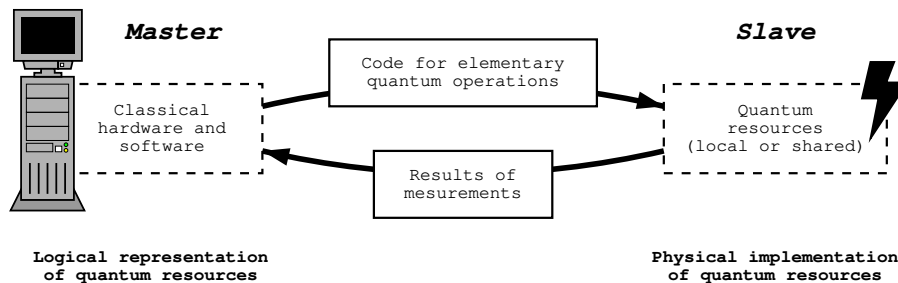 Master
Slave
Code for elementary
quantum operations
Classical
hardware and
software
Quantum
resources
(local or shared)
Results of
mesurements
Logical representation
of quantum resources
Physical implementation
of quantum resources